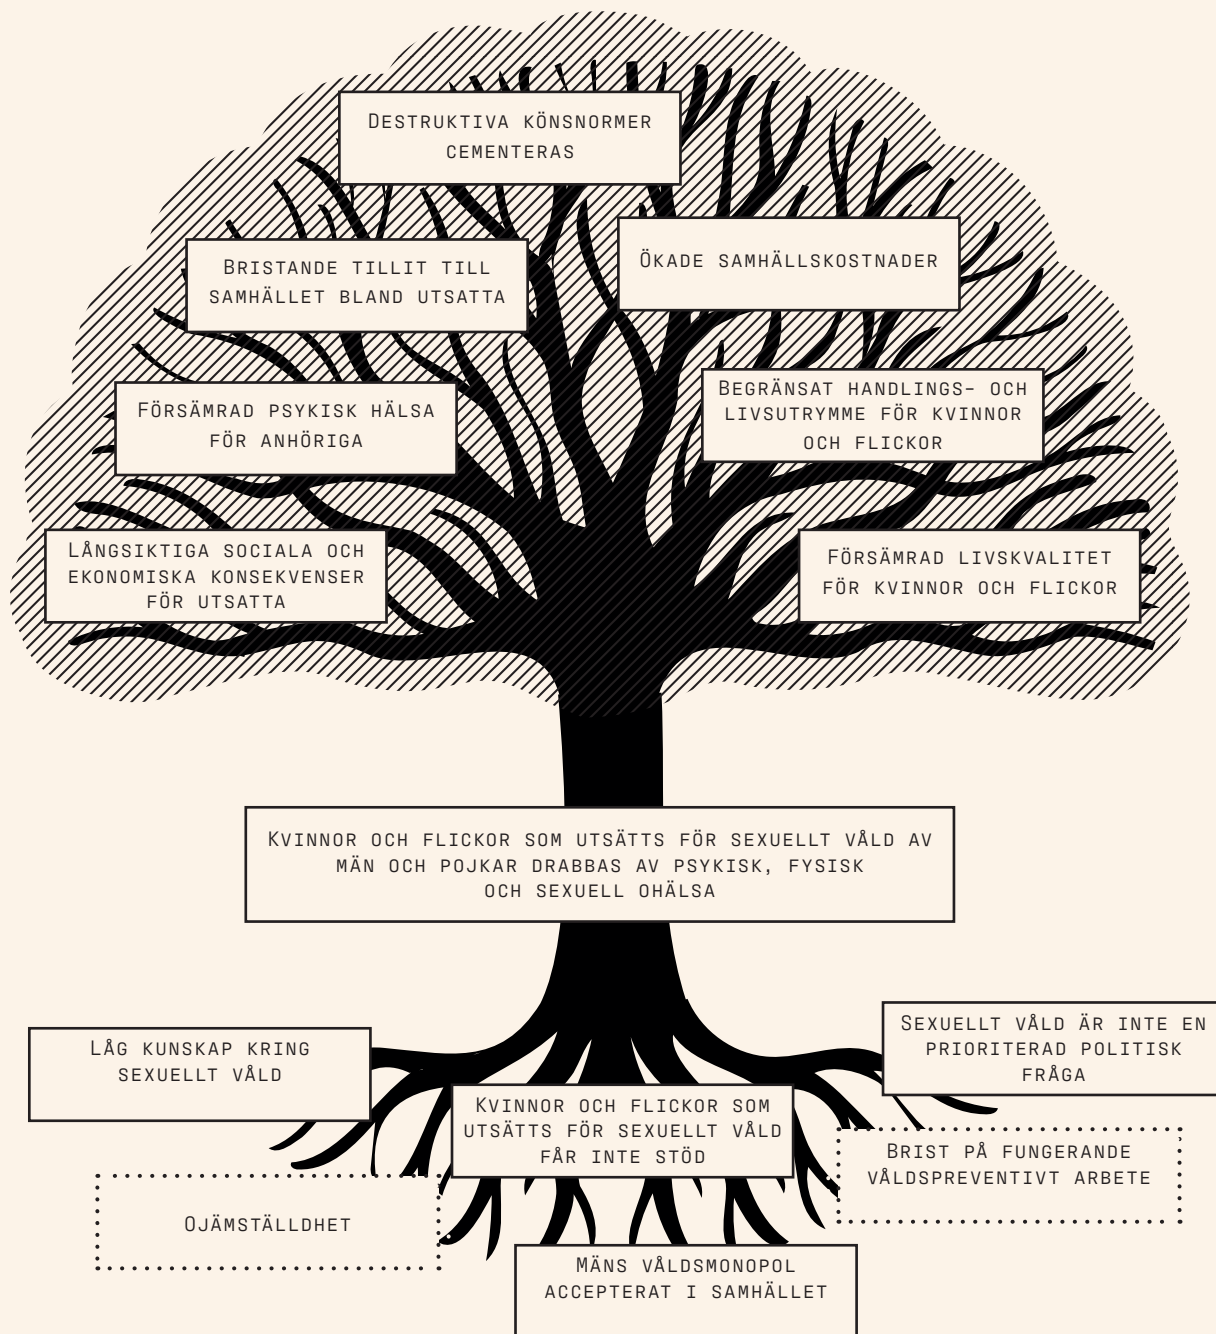 Destruktiva könsnormer
cementeras
Bristande tillit till
samhället bland utsatta
Ökade samhällskostnader
Försämrad psykisk hälsa
för anhöriga
Begränsat handlings- och
livsutrymme för kvinnor
och flickor
Långsiktiga sociala och
ekonomiska konsekvenser
för utsatta
Försämrad livskvalitet
för kvinnor och flickor
Kvinnor och flickor som utsätts för sexuellt våld av
män och pojkar drabbas av psykisk, fysisk
och sexuell ohälsa
Låg kunskap kring
sexuellt våld
Sexuellt våld är inte en
prioriterad politisk
fråga
Kvinnor och flickor som
utsätts för sexuellt våld
får inte stöd
Brist på fungerande
våldspreventivt arbete
Ojämställdhet
Mäns våldsmonopol
accepterat i samhället